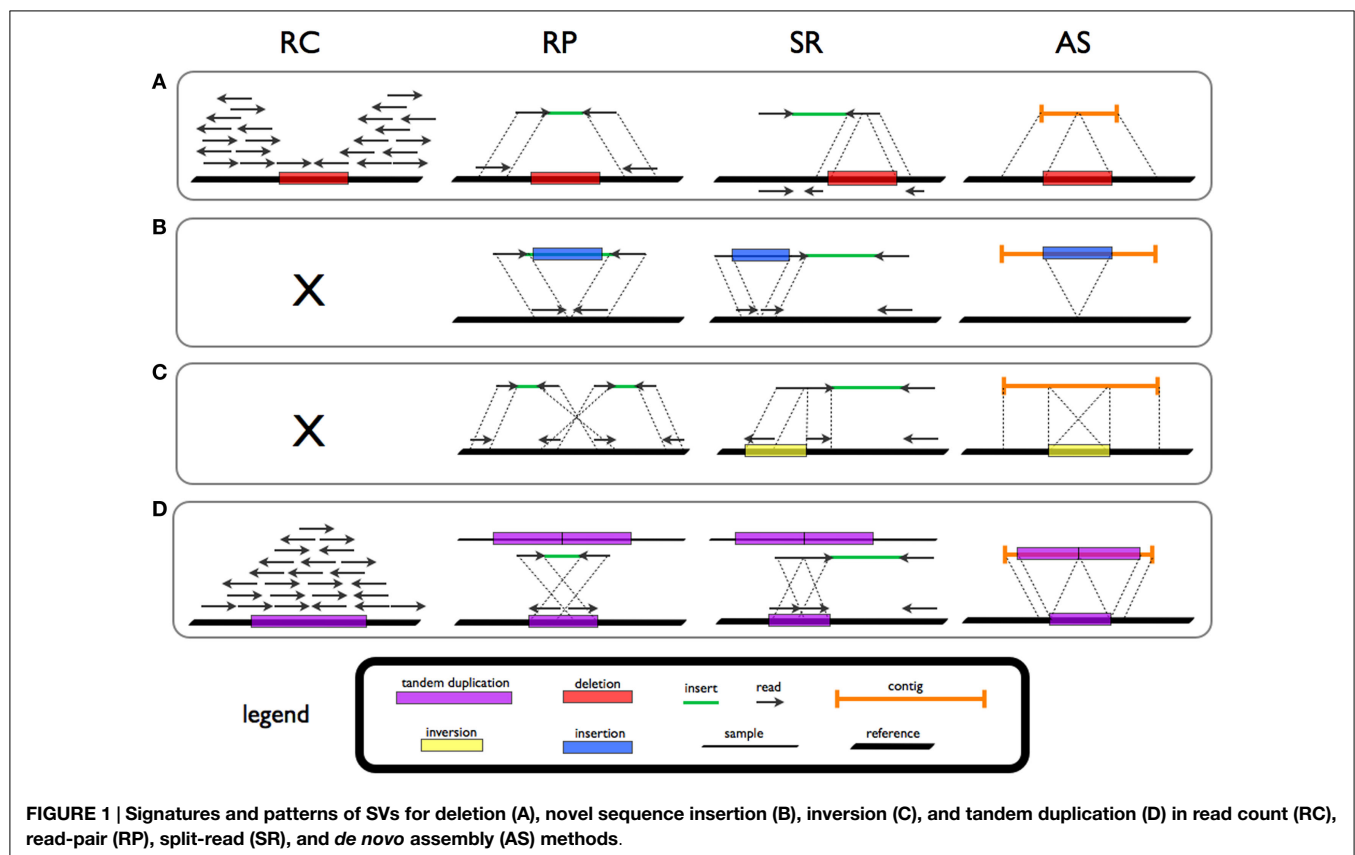 RC RP SR AS
A
B
X
C
X
D
legend
tandem duplication deletion insert read contig
inversion insertion sample reference
FIGURE 1 | Signatures and patterns of SVs for deletion (A), novel sequence insertion (B), inversion (C), and tandem duplication (D) in read count (RC),
read-pair (RP), split-read (SR), and de novo assembly (AS) methods.